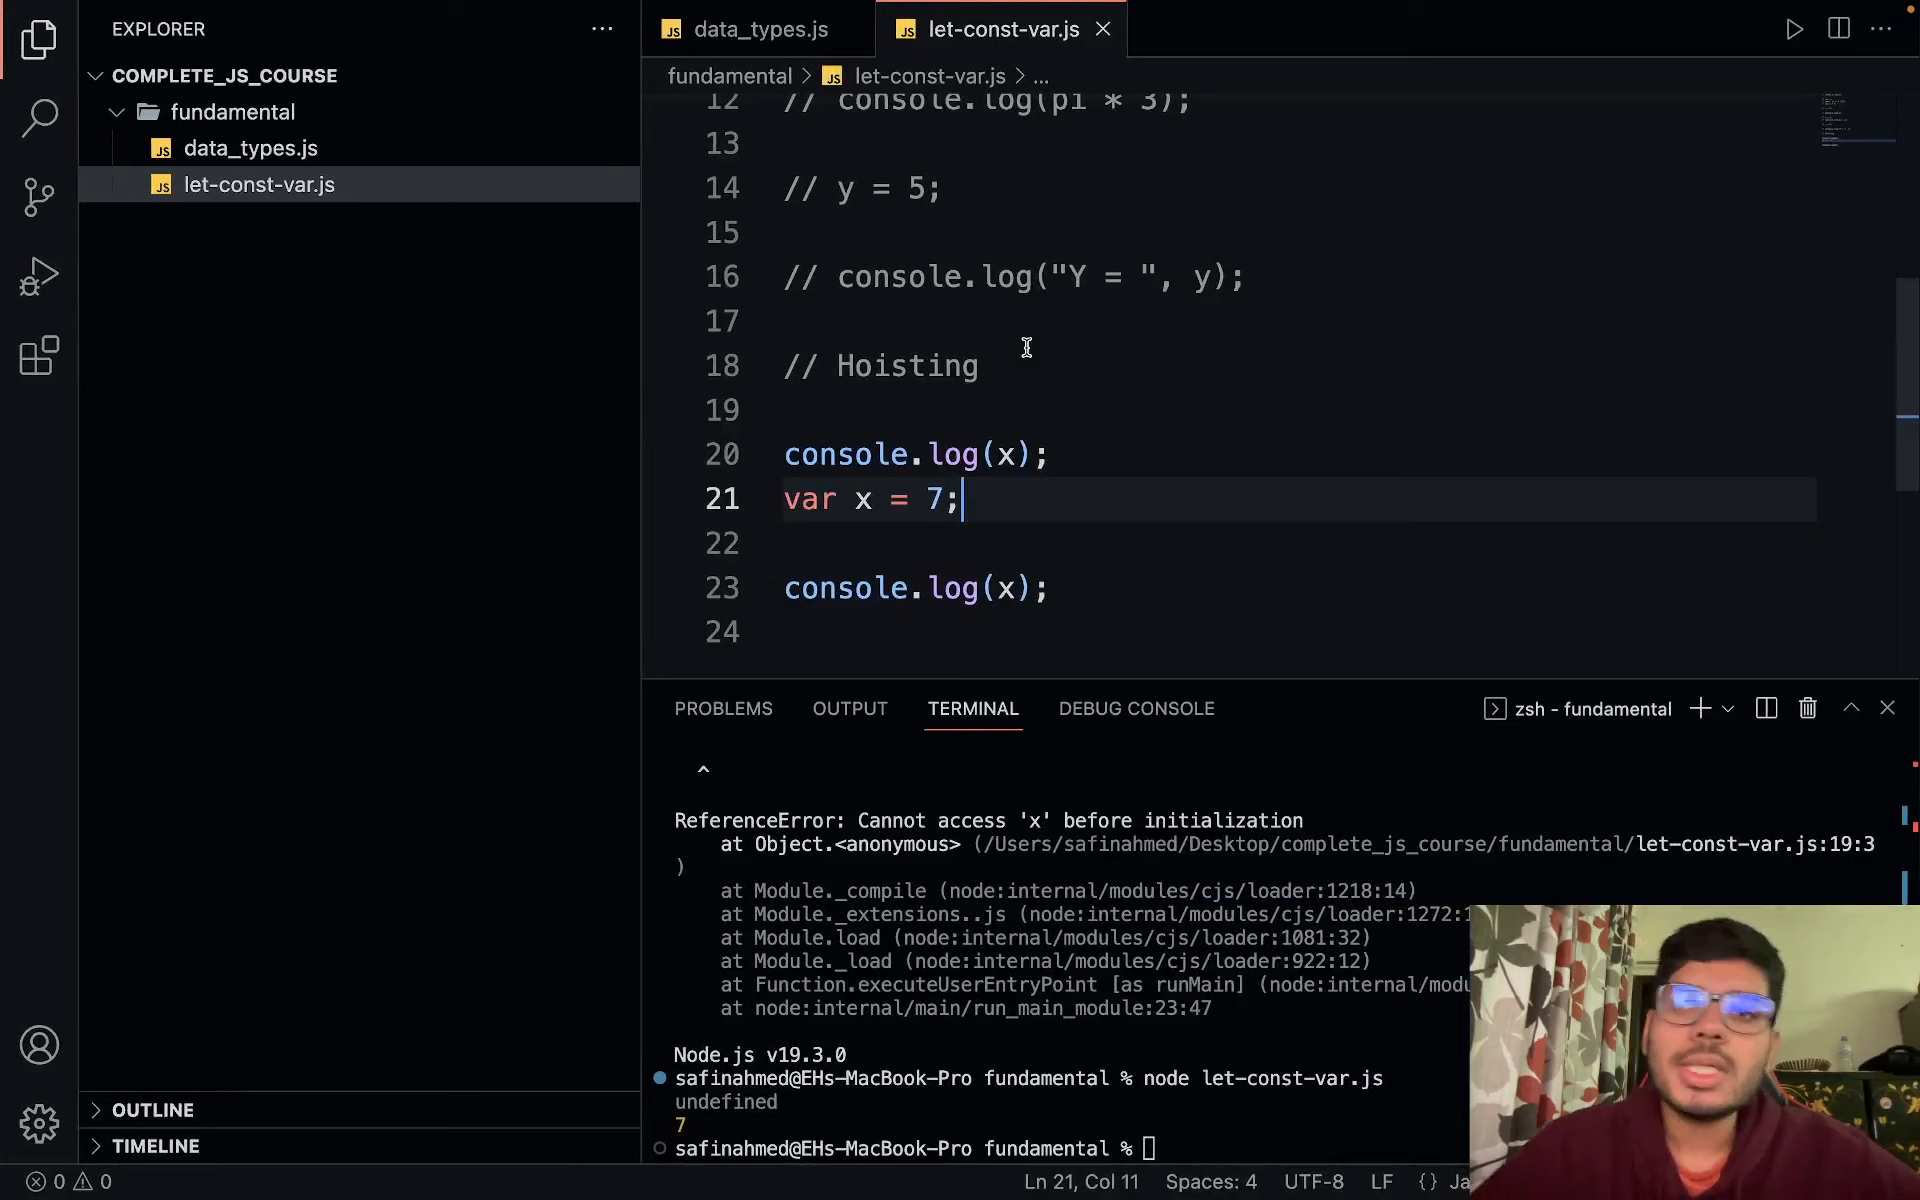 EXPLORER
COMPLETE_JS_COURSE
fundamental
JS data_types.js
JS let-const-var.js
OUTLINE
TIMELINE
JS data_types.js
JS let-const-var.js
fundamental > JS let-const-var.js > ...
12 // console.log(pi * 3);
13
14 // y = 5;
15
16 // console.log("Y = ", y);
17
18 // Hoisting
19
20 console.log(x);
21 var x = 7;
22
23 console.log(x);
24
PROBLEMS OUTPUT TERMINAL DEBUG CONSOLE zsh - fundamental
^
ReferenceError: Cannot access 'x' before initialization
at Object.<anonymous> (/Users/safinahmed/Desktop/complete_js_course/fundamental/let-const-var.js:19:3
)
at Module._compile (node:internal/modules/cjs/loader:1218:14)
at Module._extensions..js (node:internal/modules/cjs/loader:1272:1
at Module.load (node:internal/modules/cjs/loader:1081:32)
at Module._load (node:internal/modules/cjs/loader:922:12)
at Function.executeUserEntryPoint [as runMain] (node:internal/modu
at node:internal/main/run_main_module:23:47
Node.js v19.3.0
safinahmed@EHs-MacBook-Pro fundamental % node let-const-var.js
undefined
7
safinahmed@EHs-MacBook-Pro fundamental %
0 0 Ln 21, Col 11 Spaces: 4 UTF-8 LF {} Ja